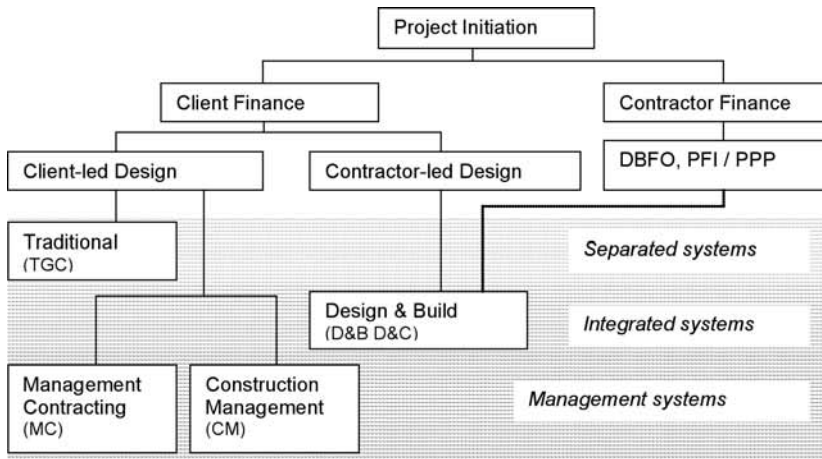 Project Initiation
Client Finance
Contractor Finance
Client-led Design
Contractor-led Design
DBFO, PFI / PPP
Traditional
(TGC)
Separated systems
Design & Build
(D&B D&C)
Integrated systems
Management
Contracting
(MC)
Construction
Management
(CM)
Management systems